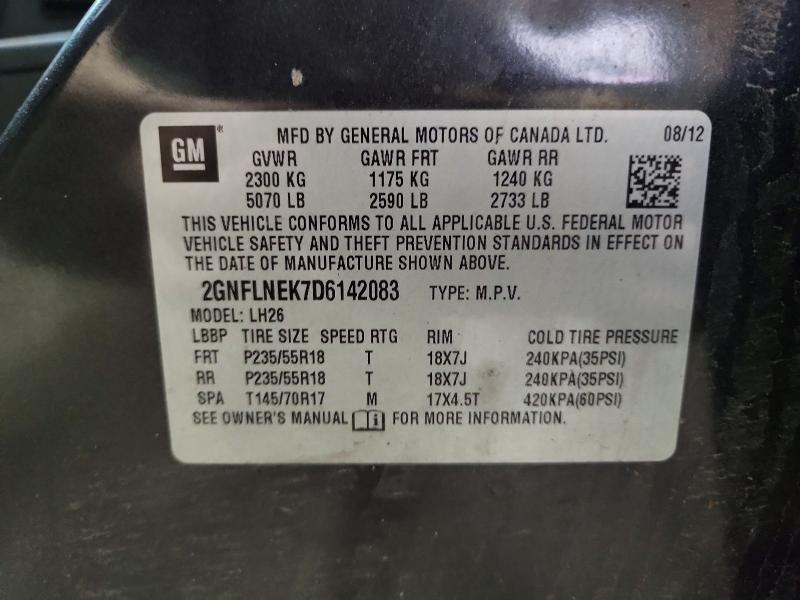 GM ® MFD BY GENERAL MOTORS OF CANADA LTD. 08/12
GVWR GAWR FRT GAWR RR
2300 KG 1175 KG 1240 KG
5070 LB 2590 LB 2733 LB
THIS VEHICLE CONFORMS TO ALL APPLICABLE U.S. FEDERAL MOTOR
VEHICLE SAFETY AND THEFT PREVENTION STANDARDS IN EFFECT ON
THE DATE OF MANUFACTURE SHOWN ABOVE.
2GNFLNEK7D6142083 TYPE: M.P.V.
MODEL: LH26
LBBP TIRE SIZE SPEED RTG RIM COLD TIRE PRESSURE
FRT P235/55R18 T 18X7J 240KPA(35PSI)
RR P235/55R18 T 18X7J 240KPA(35PSI)
SPA T145/70R17 M 17X4.5T 420KPA(60PSI)
SEE OWNER'S MANUAL i FOR MORE INFORMATION.